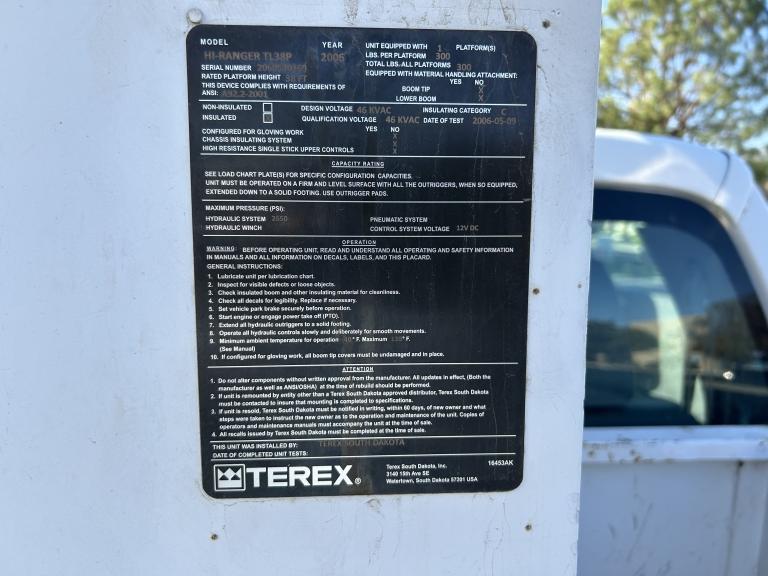 MODEL YEAR UNIT EQUIPPED WITH 1 PLATFORM(S)
HI-RANGER TL38P 2006 LBS. PER PLATFORM 300
SERIAL NUMBER TOTAL LBS. ALL PLATFORMS 300
RATED PLATFORM HEIGHT 38 FT EQUIPPED WITH MATERIAL HANDLING ATTACHMENT:
THIS DEVICE COMPLIES WITH REQUIREMENTS OF YES NO
ANSI: A92.2-2001 BOOM TIP X
LOWER BOOM X
NON-INSULATED DESIGN VOLTAGE 46 KVAC INSULATING CATEGORY C
INSULATED QUALIFICATION VOLTAGE 46 KVAC DATE OF TEST 2006-05-09
YES NO
CONFIGURED FOR GLOVING WORK X
CHASSIS INSULATING SYSTEM X
HIGH RESISTANCE SINGLE STICK UPPER CONTROLS X
CAPACITY RATING
SEE LOAD CHART PLATE(S) FOR SPECIFIC CONFIGURATION CAPACITIES.
UNIT MUST BE OPERATED ON A FIRM AND LEVEL SURFACE WITH ALL THE OUTRIGGERS, WHEN SO EQUIPPED,
EXTENDED DOWN TO A SOLID FOOTING. USE OUTRIGGER PADS.
MAXIMUM PRESSURE (PSI):
HYDRAULIC SYSTEM 2650 PNEUMATIC SYSTEM
HYDRAULIC WINCH CONTROL SYSTEM VOLTAGE 12V DC
OPERATION
WARNING: BEFORE OPERATING UNIT, READ AND UNDERSTAND ALL OPERATING AND SAFETY INFORMATION
IN MANUALS AND ALL INFORMATION ON DECALS, LABELS, AND THIS PLACARD.
GENERAL INSTRUCTIONS:
1. Lubricate unit per lubrication chart.
2. Inspect for visible defects or loose objects.
3. Check insulated boom and other insulating material for cleanliness.
4. Check all decals for legibility. Replace if necessary.
5. Set vehicle park brake securely before operation.
6. Start engine or engage power take off (PTO).
7. Extend all hydraulic outriggers to a solid footing.
8. Operate all hydraulic controls slowly and deliberately for smooth movements.
9. Minimum ambient temperature for operation ° F. Maximum ° F.
(See Manual)
10. If configured for gloving work, all boom tip covers must be undamaged and in place.
ATTENTION
1. Do not alter components without written approval from the manufacturer. All updates in effect, (Both the
manufacturer as well as ANSI/OSHA) at the time of rebuild should be performed.
2. If unit is remounted by entity other than a Terex South Dakota approved distributor, Terex South Dakota
must be contacted to insure that mounting is completed to specifications.
3. If unit is resold, Terex South Dakota must be notified in writing, within 60 days, of new owner and what
steps were taken to instruct the new owner as to the operation and maintenance of the unit. Copies of
operators and maintenance manuals must accompany the unit at the time of sale.
4. All recalls issued by Terex South Dakota must be completed at the time of sale.
THIS UNIT WAS INSTALLED BY: TEREX SOUTH DAKOTA
DATE OF COMPLETED UNIT TESTS:
TEREX®
Terex South Dakota, Inc. 16453AK
3140 15th Ave SE
Watertown, South Dakota 57201 USA